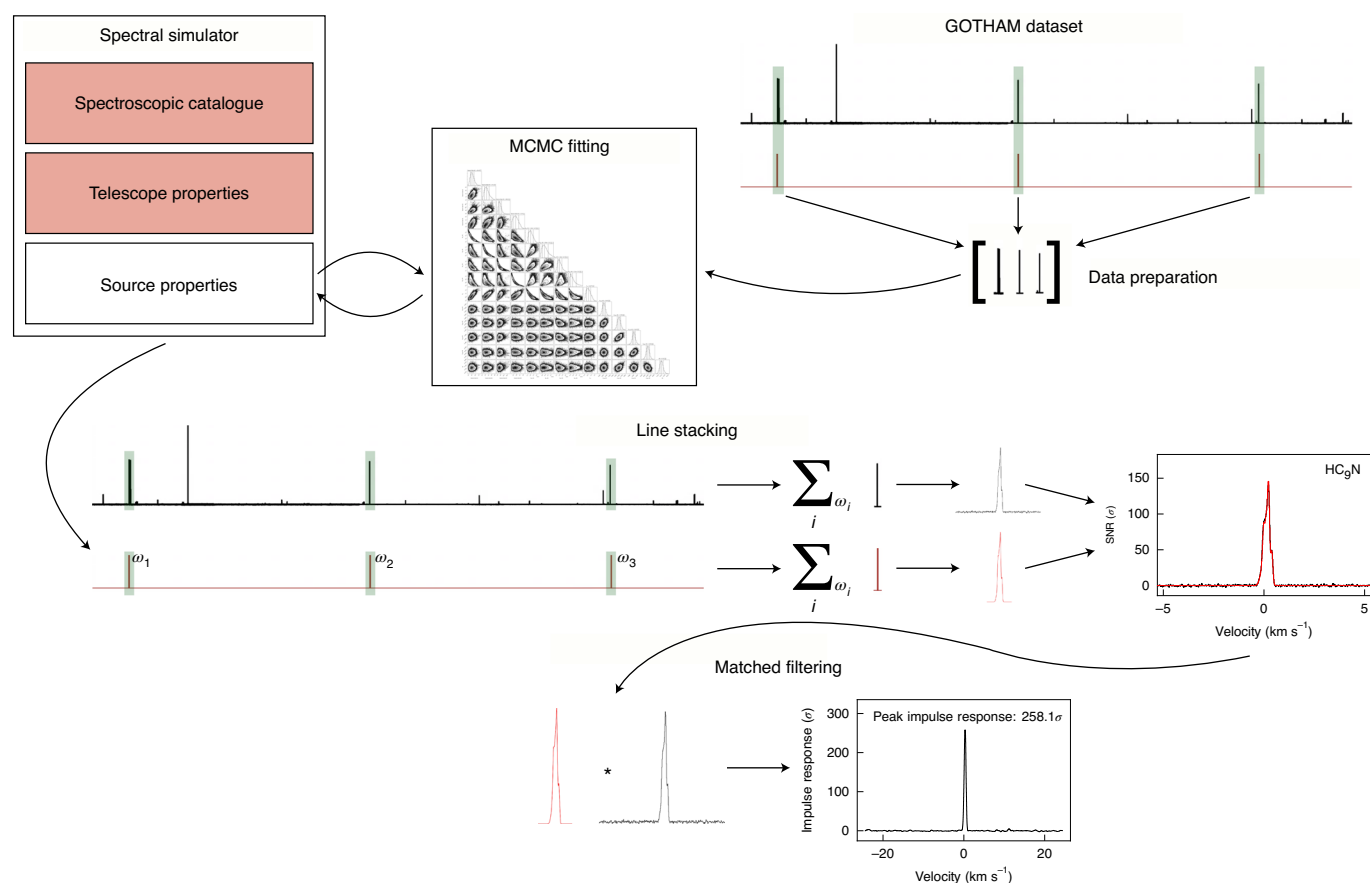 Spectral simulator
Spectroscopic catalogue
Telescope properties
Source properties
MCMC fitting
GOTHAM dataset
[ ]
Data preparation
Line stacking
ω1
ω2
ω3
∑ωi
i
∑ωi
i
HC9N
150
100
50
0
SNR (σ)
−5
0
5
Velocity (km s−1)
Matched filtering
*
Peak impulse response: 258.1σ
300
200
100
0
Impulse response (σ)
−20
0
20
Velocity (km s−1)